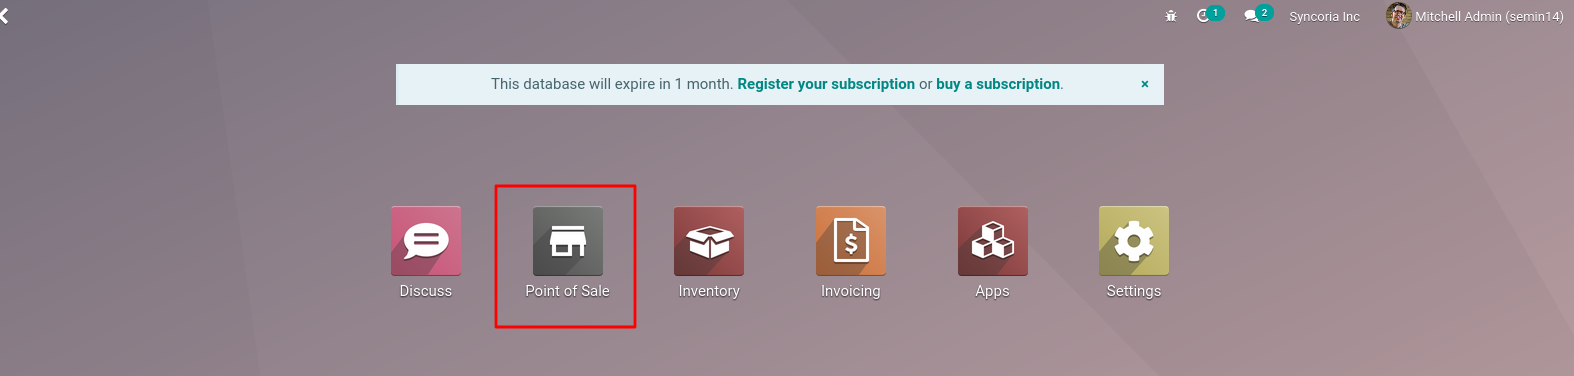 1 2 Syncoria Inc Mitchell Admin (semin14)
This database will expire in 1 month. Register your subscription or buy a subscription. ×
$
Discuss Point of Sale Inventory Invoicing Apps Settings